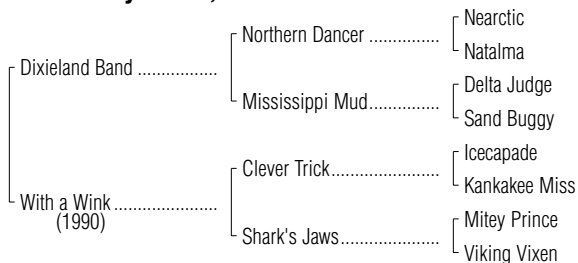 Nearctic
Northern Dancer ...............
Natalma
Dixieland Band .................
Delta Judge
Mississippi Mud...............
Sand Buggy
Icecapade
Clever Trick.......................
Kankakee Miss
With a Wink ......................
(1990)
Mitey Prince
Shark's Jaws.....................
Viking Vixen